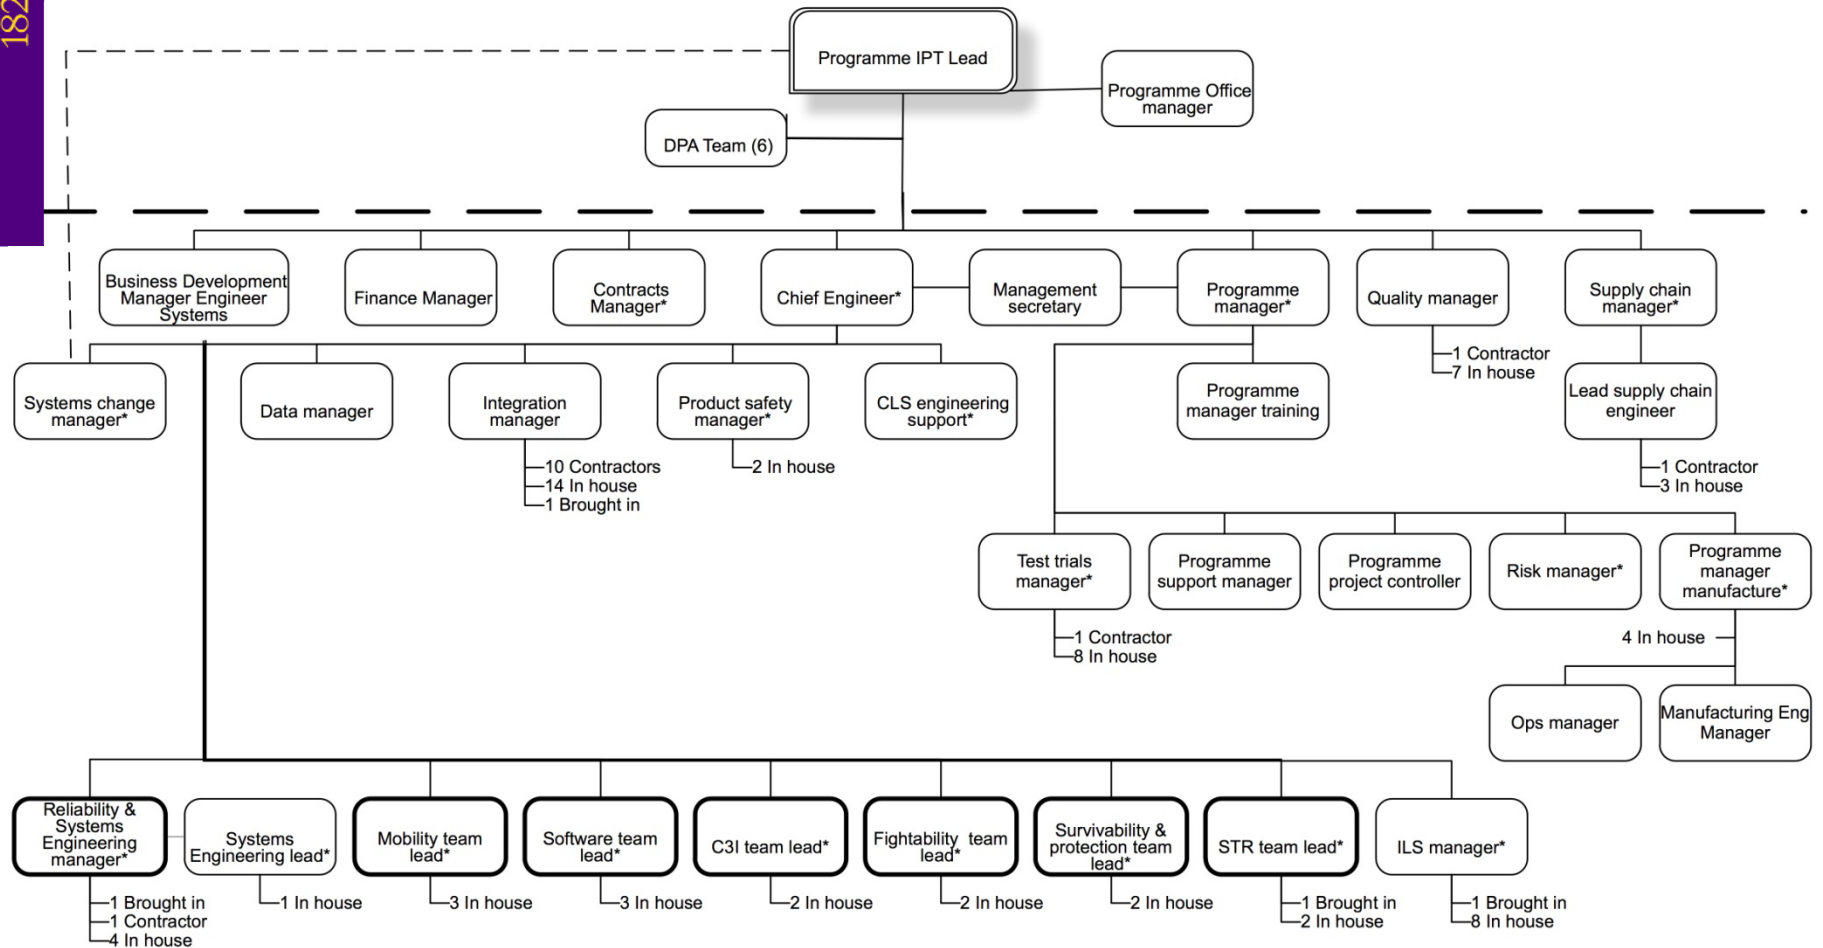 182
Programme IPT Lead
Programme Office
manager
DPA Team (6)
Business Development
Manager Engineer
Systems
Finance Manager
Contracts
Manager*
Chief Engineer*
Management
secretary
Programme
manager*
Quality manager
Supply chain
manager*
1 Contractor
7 In house
Systems change
manager*
Data manager
Integration
manager
Product safety
manager*
CLS engineering
support*
Programme
manager training
Lead supply chain
engineer
10 Contractors
14 In house
1 Brought in
2 In house
1 Contractor
3 In house
Test trials
manager*
Programme
support manager
Programme
project controller
Risk manager*
Programme
manager
manufacture*
1 Contractor
8 In house
4 In house
Ops manager
Manufacturing Eng
Manager
Reliability &
Systems
Engineering
manager*
Systems
Engineering lead*
Mobility team
lead*
Software team
lead*
C3I team lead*
Fightability team
lead*
Survivability &
protection team
lead*
STR team lead*
ILS manager*
1 Brought in
1 Contractor
4 In house
1 In house
3 In house
3 In house
2 In house
2 In house
2 In house
1 Brought in
2 In house
1 Brought in
8 In house